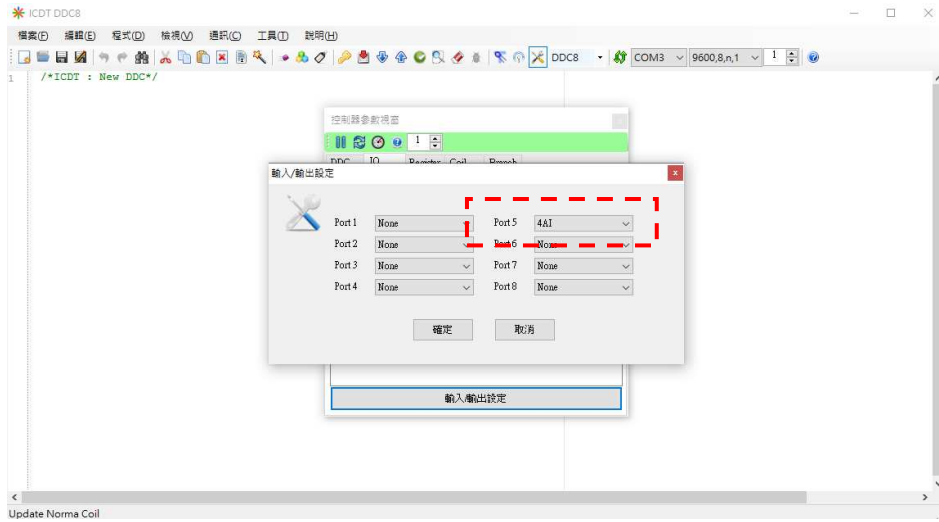 ICDT DDC8
檔案(F) 編輯(E) 程式(D) 檢視(V) 通訊(C) 工具(T) 說明(H)
DDC8 COM3 9600,8,n,1 1
1 /*ICDT : New DDC*/
控制器參數視窗
1
DDC IO Register Coil Branch
輸入/輸出設定
Port 1 None Port 5 4AI
Port 2 None Port 6 None
Port 3 None Port 7 None
Port 4 None Port 8 None
確定 取消
輸入/輸出設定
Update Norma Coil